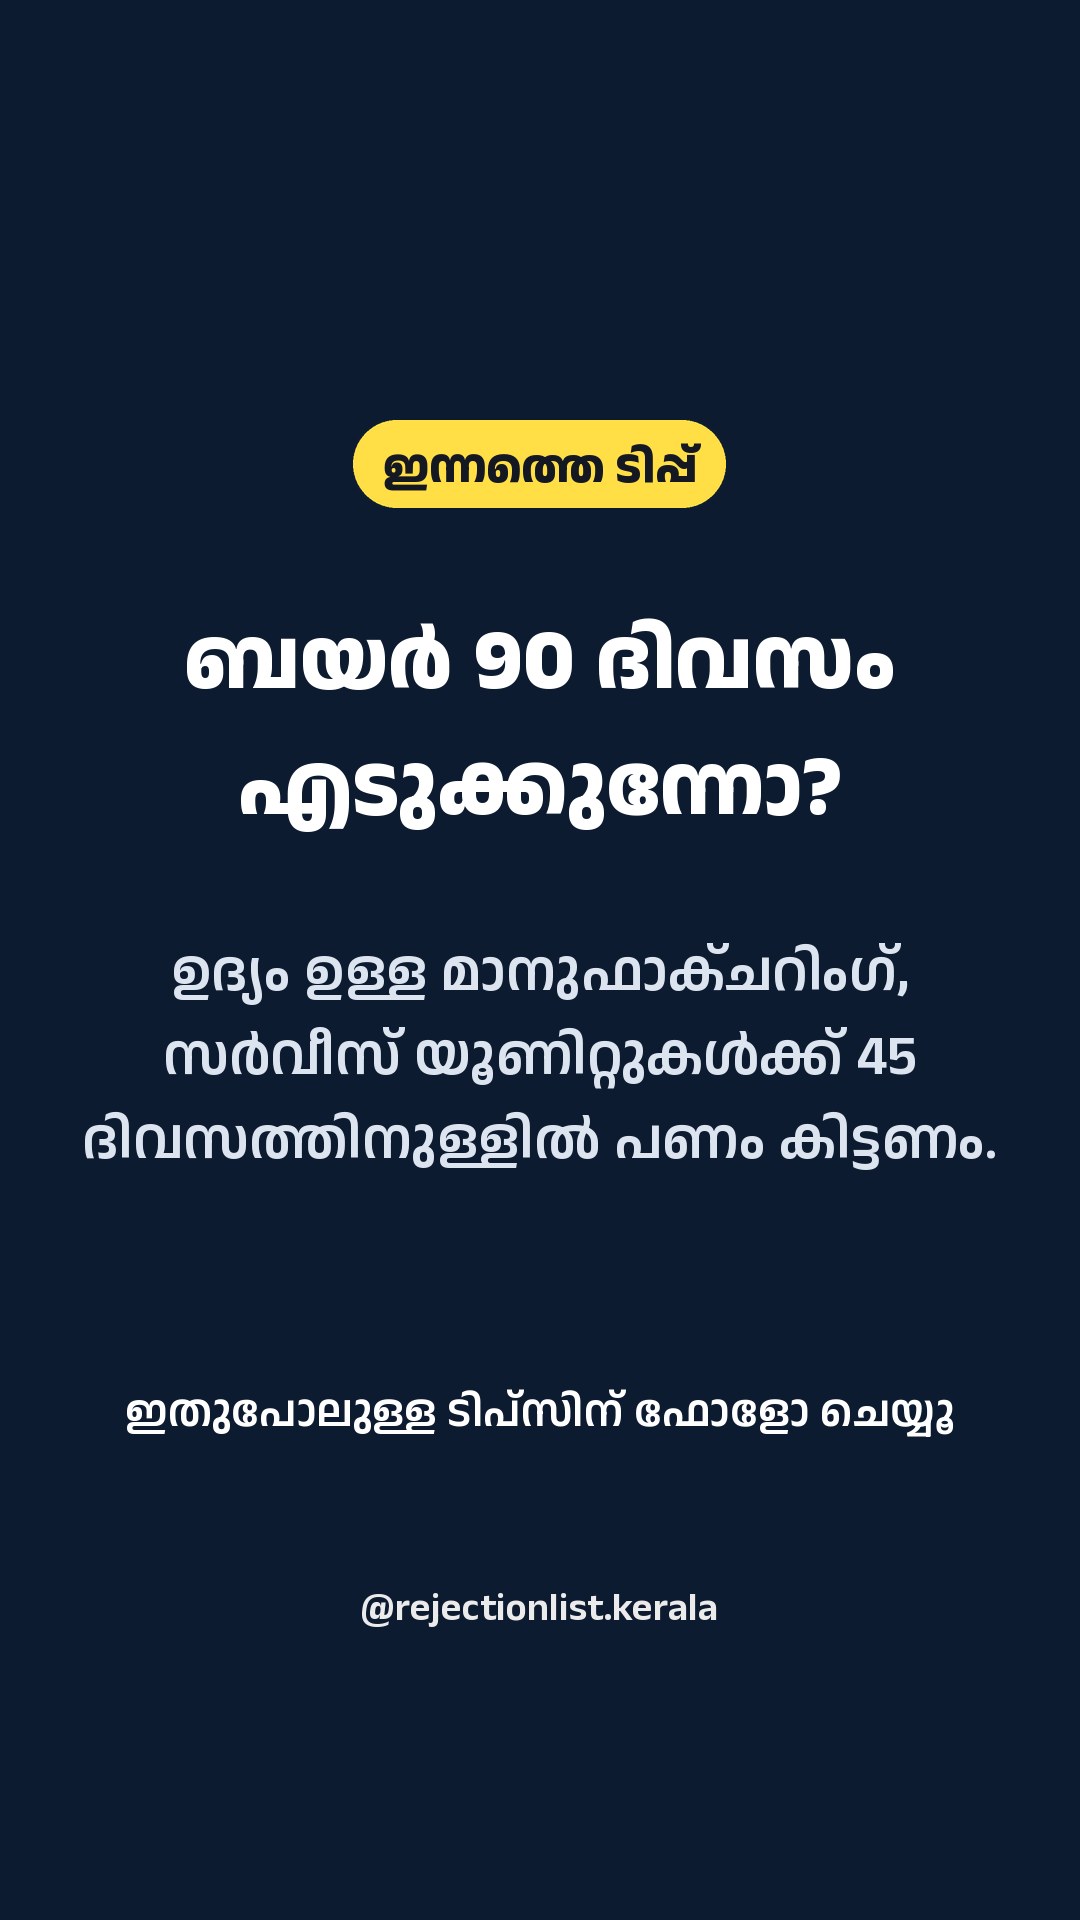 ഇന്നത്തെ ടിപ്പ്
ബയർ 90 ദിവസം
എടുക്കുന്നോ?
ഉദ്യം ഉള്ള മാനുഫാക്ചറിംഗ്,
സർവീസ് യൂണിറ്റുകൾക്ക് 45
ദിവസത്തിനുള്ളിൽ പണം കിട്ടണം.
ഇതുപോലുള്ള ടിപ്സിന് ഫോളോ ചെയ്യൂ
@rejectionlist.kerala